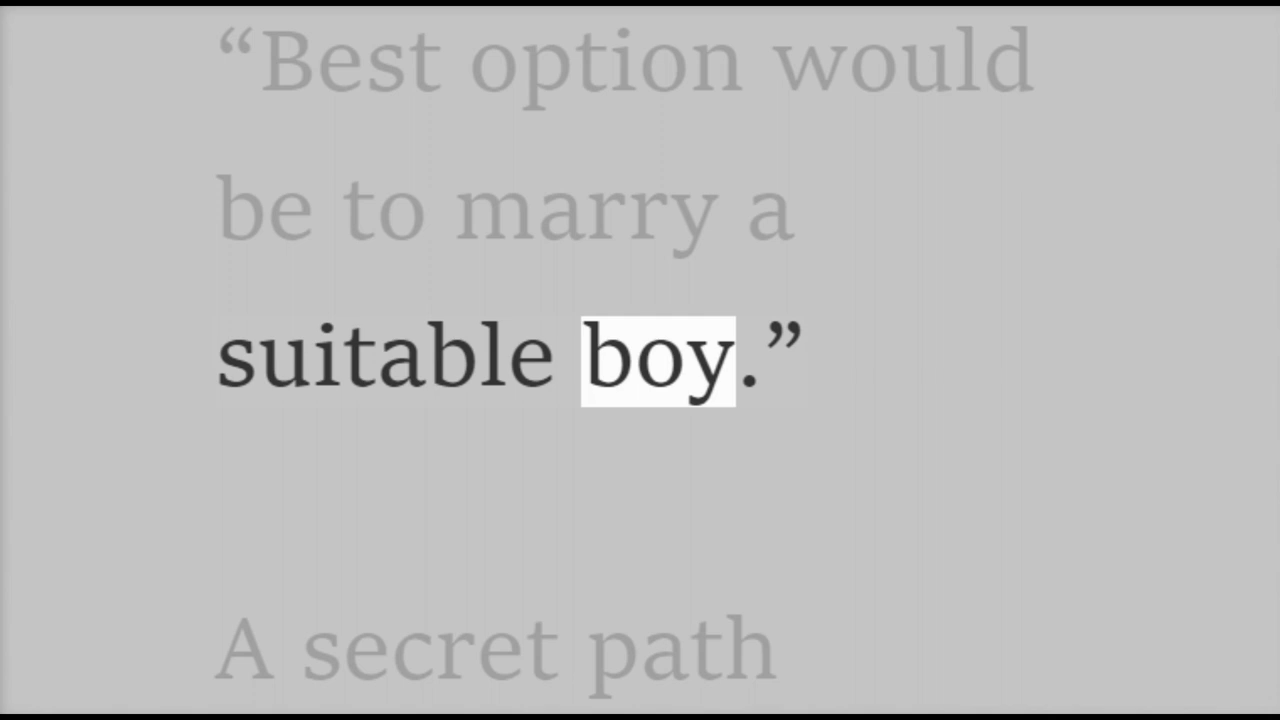 “Best option would
be to marry a
suitable boy.”
A secret path